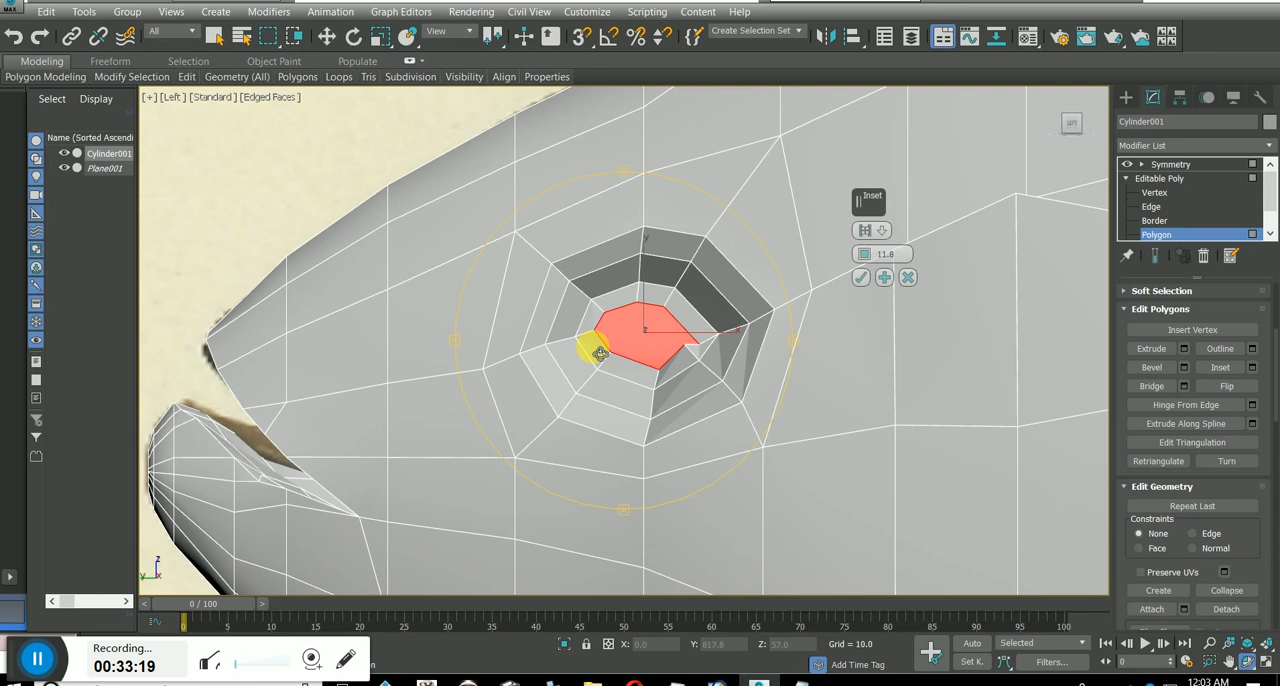 MAX
Edit Tools Group Views Create Modifiers Animation Graph Editors Rendering Civil View Customize Scripting Content Help
All View Create Selection Set
Modeling Freeform Selection Object Paint Populate
Polygon Modeling Modify Selection Edit Geometry (All) Polygons Loops Tris Subdivision Visibility Align Properties
Select Display
Name (Sorted Ascendi
Cylinder001
Plane001
[+] [Left] [Standard] [Edged Faces]
Inset
11.8
y
z
x
z
y x
Cylinder001
Modifier List
Symmetry
Editable Poly
Vertex
Edge
Border
Polygon
Soft Selection
Edit Polygons
Insert Vertex
Extrude Outline
Bevel Inset
Bridge Flip
Hinge From Edge
Extrude Along Spline
Edit Triangulation
Retriangulate Turn
Edit Geometry
Repeat Last
Constraints
None Edge
Face Normal
Preserve UVs
Create Collapse
Attach Detach
< 0 / 100 >
0 5 10 15 20 25 30 35 40 45 50 55 60 65 70 75 80 85 90 95 100
Recording...
00:33:19
X: 0.0 Y: 817.8 Z: 57.0 Grid = 10.0
Add Time Tag
Auto Selected
Set K. Filters...
0
12:03 AM